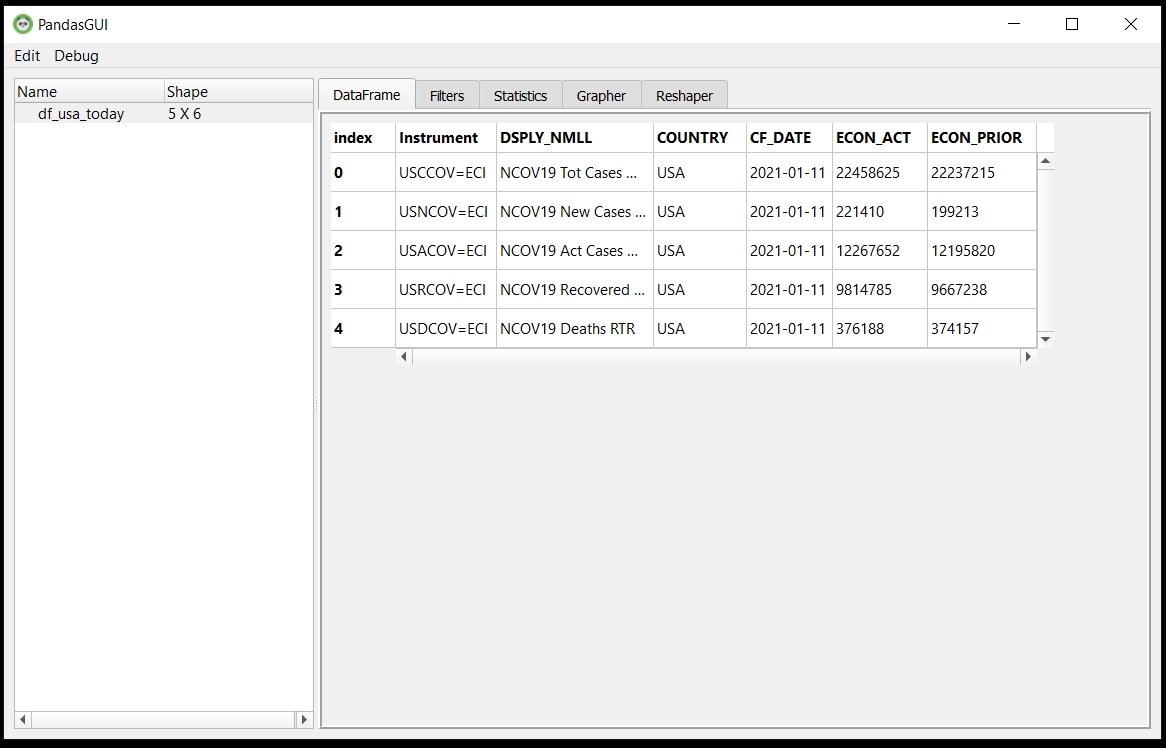 PandasGUI
Edit Debug
Name Shape
df_usa_today 5 X 6
DataFrame Filters Statistics Grapher Reshaper
index Instrument DSPLY_NMLL COUNTRY CF_DATE ECON_ACT ECON_PRIOR
0 USCCOV=ECI NCOV19 Tot Cases ... USA 2021-01-11 22458625 22237215
1 USNCOV=ECI NCOV19 New Cases ... USA 2021-01-11 221410 199213
2 USACOV=ECI NCOV19 Act Cases ... USA 2021-01-11 12267652 12195820
3 USRCOV=ECI NCOV19 Recovered ... USA 2021-01-11 9814785 9667238
4 USDCOV=ECI NCOV19 Deaths RTR USA 2021-01-11 376188 374157